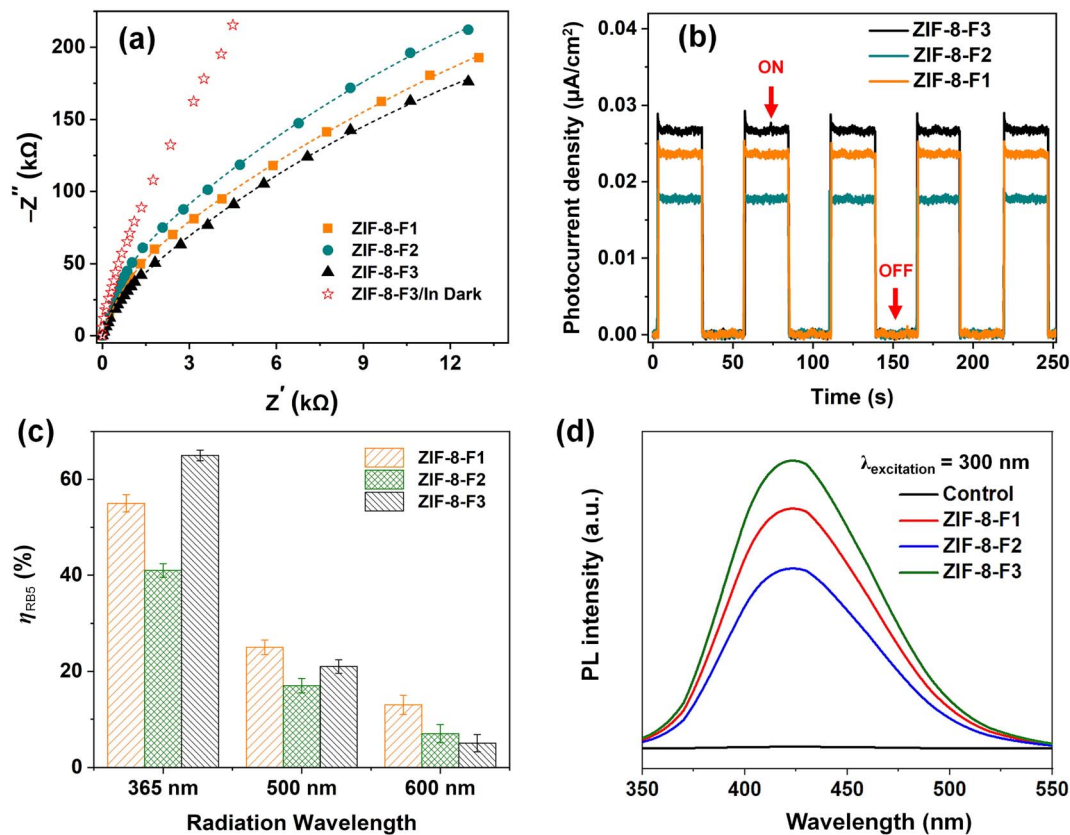 (a)
200
150
100
50
0
−Z″ (kΩ)
0 3 6 9 12
Z′ (kΩ)
ZIF-8-F1
ZIF-8-F2
ZIF-8-F3
ZIF-8-F3/In Dark
(b)
0.04
0.03
0.02
0.01
0.00
Photocurrent density (μA/cm²)
0 50 100 150 200 250
Time (s)
ZIF-8-F3
ZIF-8-F2
ZIF-8-F1
ON
OFF
(c)
60
40
20
0
ηRB5 (%)
365 nm 500 nm 600 nm
Radiation Wavelength
ZIF-8-F1
ZIF-8-F2
ZIF-8-F3
(d)
PL intensity (a.u.)
350 400 450 500 550
Wavelength (nm)
λexcitation = 300 nm
Control
ZIF-8-F1
ZIF-8-F2
ZIF-8-F3